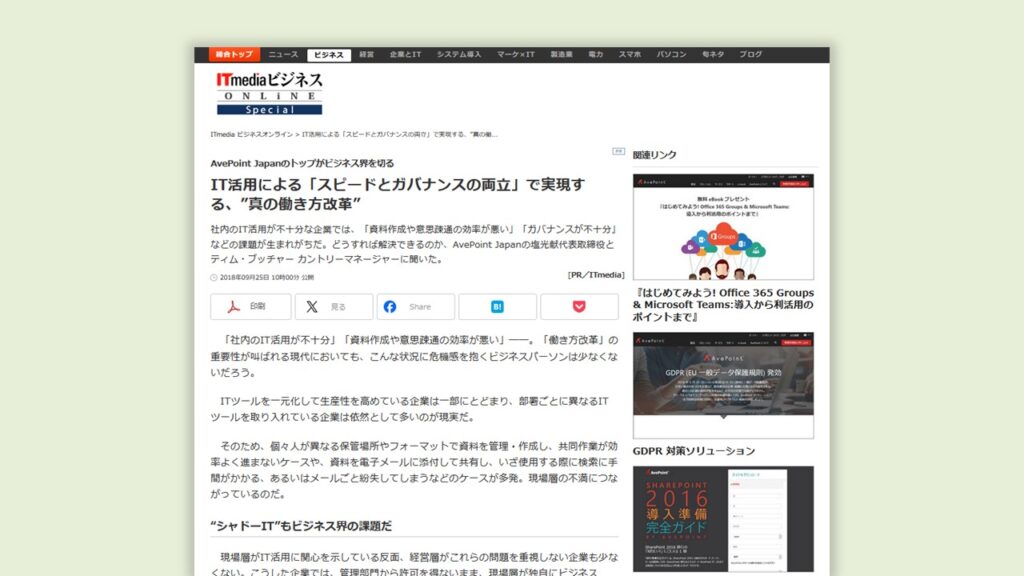 総合トップ ニュース ビジネス 経営 企業とIT システム導入 マーケ×IT 製造業 電力 スマホ パソコン 旬ネタ ブログ
ITmediaビジネス
ONLiNE
Special
ITmedia ビジネスオンライン > IT活用による「スピードとガバナンスの両立」で実現する、”真の働...
PR
AvePoint Japanのトップがビジネス界を切る
IT活用による「スピードとガバナンスの両立」で実現す
る、”真の働き方改革”
社内のIT活用が不十分な企業では、「資料作成や意思疎通の効率が悪い」「ガバナンスが不十分」
などの課題が生まれがちだ。どうすれば解決できるのか、AvePoint Japanの塩光献代表取締役と
ティム・ブッチャー カントリーマネージャーに聞いた。
2018年09月25日 10時00分 公開
[PR/ITmedia]
印刷 見る Share B!
「社内のIT活用が不十分」「資料作成や意思疎通の効率が悪い」――。「働き方改革」の
重要性が叫ばれる現代においても、こんな状況に危機感を抱くビジネスパーソンは少なくな
いだろう。
ITツールを一元化して生産性を高めている企業は一部にとどまり、部署ごとに異なるIT
ツールを取り入れている企業は依然として多いのが現実だ。
そのため、個々人が異なる保管場所やフォーマットで資料を管理・作成し、共同作業が効
率よく進まないケースや、資料を電子メールに添付して共有し、いざ使用する際に検索に手
間がかかる、あるいはメールごと紛失してしまうなどのケースが多発。現場層の不満につな
がっているのだ。
“シャドーIT”もビジネス界の課題だ
現場層がIT活用に関心を示している反面、経営層がこれらの問題を重視しない企業も少な
くない。こうした企業では、管理部門から許可を得ないまま、現場層が独自にビジネス
関連リンク
AvePoint
無料 eBook プレゼント
『はじめてみよう! Office 365 Groups & Microsoft Teams:
導入から利活用のポイントまで』
Groups
『はじめてみよう! Office 365 Groups
& Microsoft Teams:導入から利活用の
ポイントまで』
AvePoint
AvePoint
GDPR (EU 一般データ保護規則) 発効
GDPR 対策ソリューション
AvePoint
SHAREPOINT
2016
導入準備
完全ガイド
BY AVEPOINT